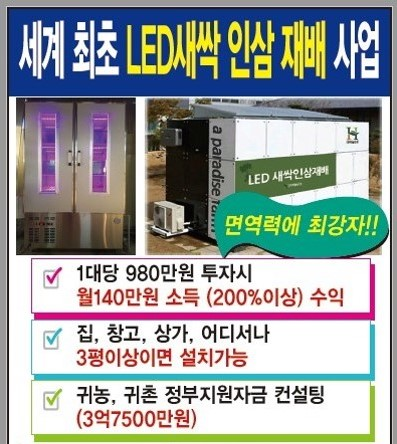 세계 최초 LED새싹 인삼 재배 사업
a paradise farm
LED 새싹인삼재배
면역력에 최강자!!
1대당 980만원 투자시
월140만원 소득 (200%이상) 수익
집, 창고, 상가, 어디서나
3평이상이면 설치가능
귀농, 귀촌 정부지원자금 컨설팅
(3억7500만원)